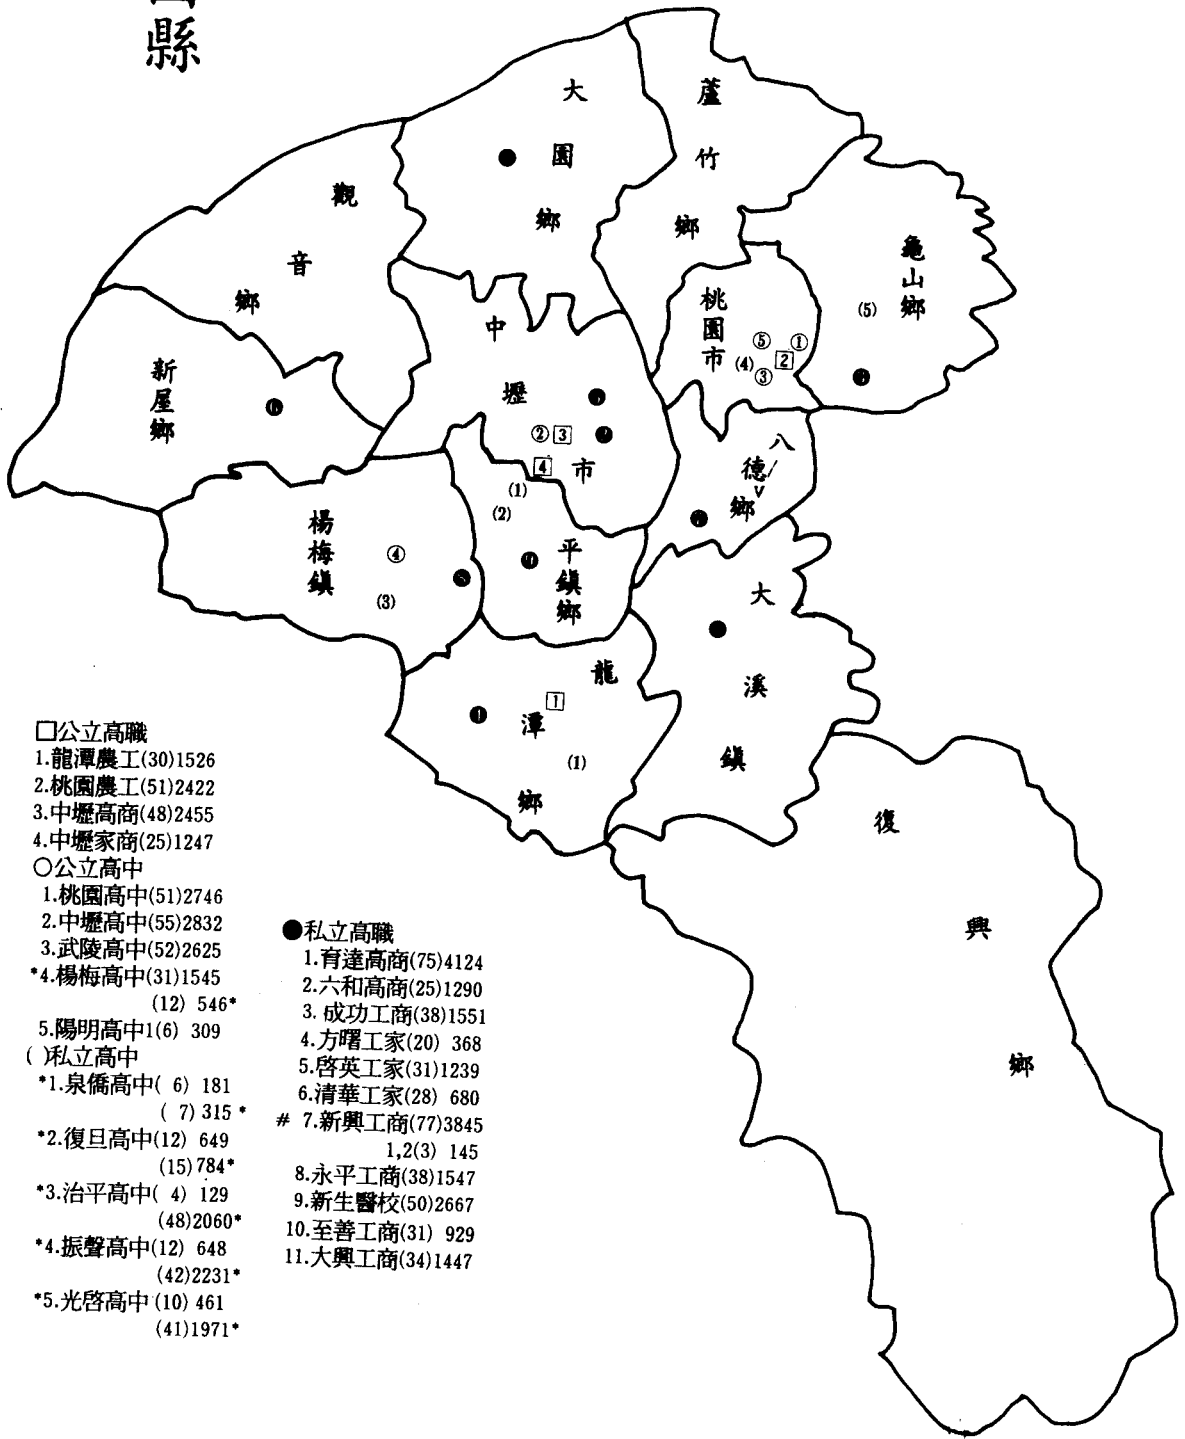 縣
大園鄉
蘆竹鄉
觀音鄉
龜山鄉
(5)
桃園市
⑤
①
(4)
2
③
新屋鄉
中壢市
②
3
4
(1)
(2)
八德鄉
楊梅鎮
④
(3)
平鎮鄉
大溪鎮
龍潭鄉
1
(1)
復興鄉
□公立高職
1.龍潭農工(30)1526
2.桃園農工(51)2422
3.中壢高商(48)2455
4.中壢家商(25)1247
○公立高中
1.桃園高中(51)2746
2.中壢高中(55)2832
3.武陵高中(52)2625
*4.楊梅高中(31)1545
(12) 546*
5.陽明高中1(6) 309
( )私立高中
*1.泉僑高中( 6) 181
( 7) 315 *
*2.復旦高中(12) 649
(15)784*
*3.治平高中( 4) 129
(48)2060*
*4.振聲高中(12) 648
(42)2231*
*5.光啓高中(10) 461
(41)1971*
●私立高職
1.育達高商(75)4124
2.六和高商(25)1290
3. 成功工商(38)1551
4.方曙工家(20) 368
5.啓英工家(31)1239
6.清華工家(28) 680
# 7.新興工商(77)3845
1,2(3) 145
8.永平工商(38)1547
9.新生醫校(50)2667
10.至善工商(31) 929
11.大興工商(34)1447